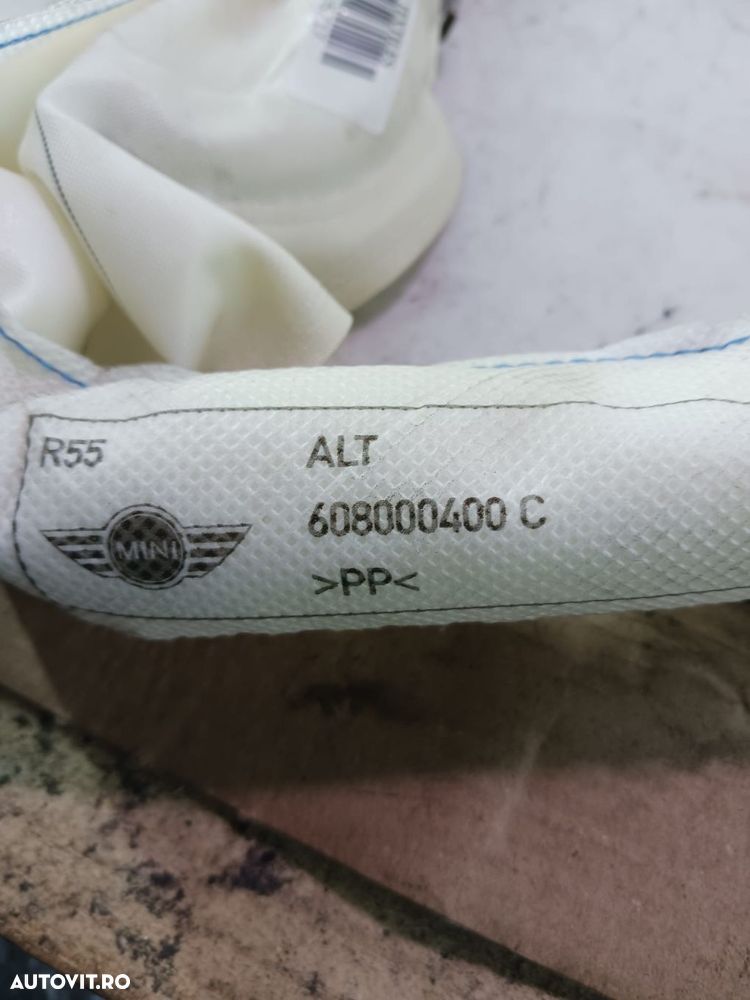 R55
ALT
MINI
608000400 C
>PP<
AUTOVIT.RO